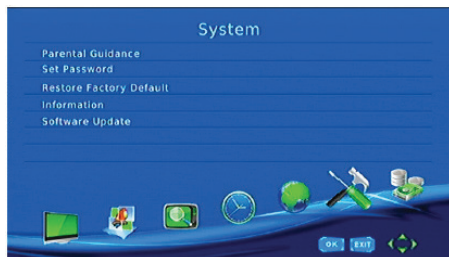 System
Parental Guidance
Set Password
Restore Factory Default
Information
Software Update
OK EXIT